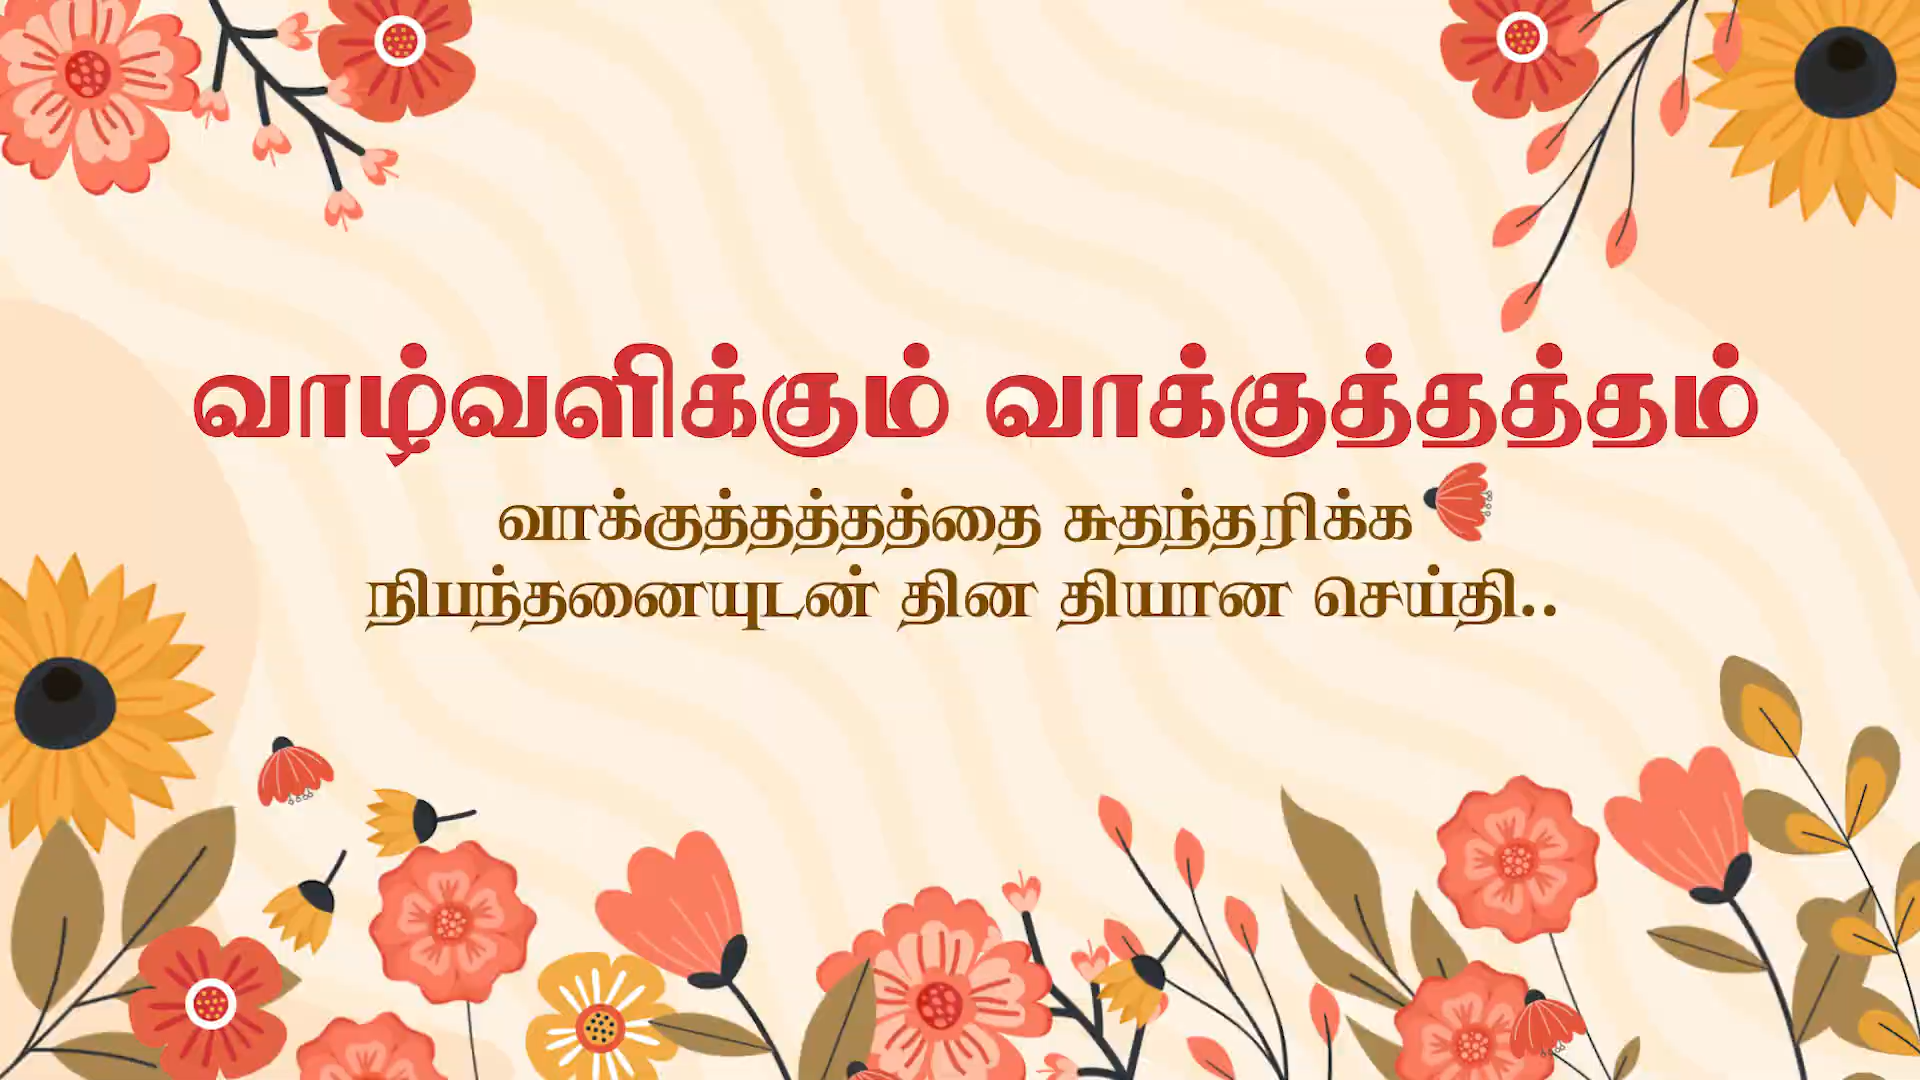 வாழ்வளிக்கும் வாக்குத்தத்தம்
வாக்குத்தத்தத்தை சுதந்தரிக்க
நிபந்தனையுடன் தின தியான செய்தி..